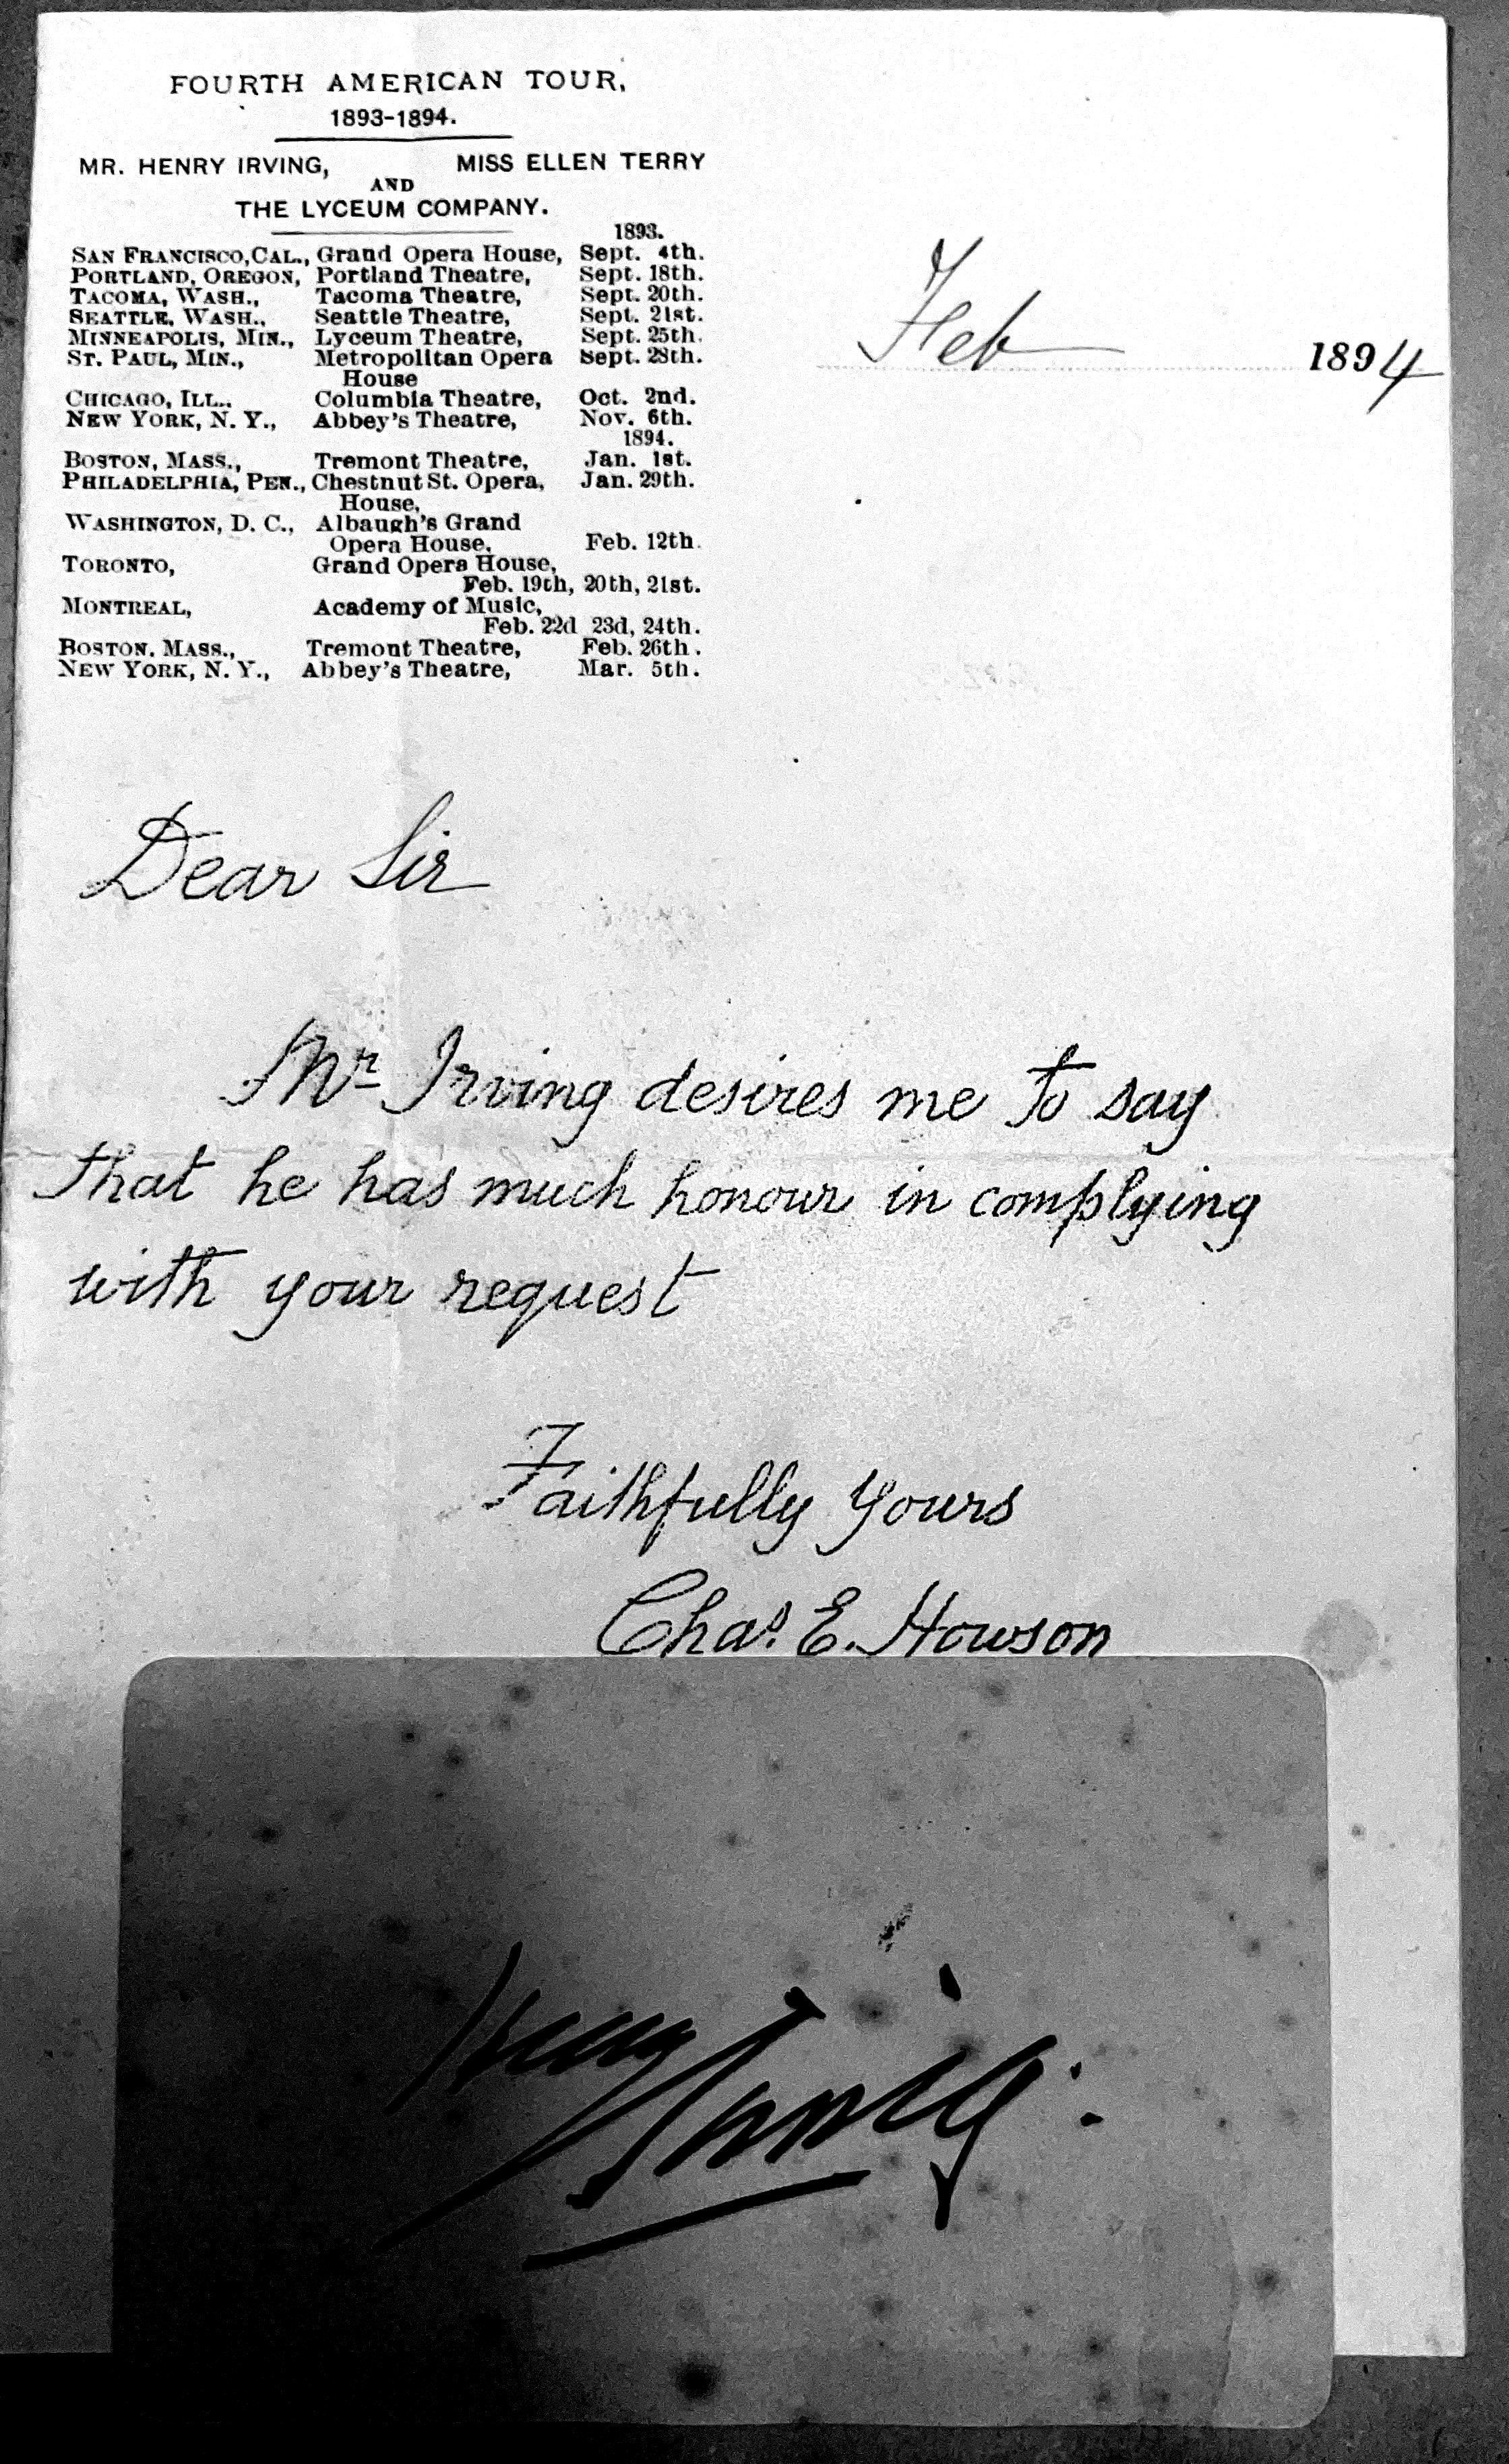 FOURTH AMERICAN TOUR,
1893-1894.
MR. HENRY IRVING, MISS ELLEN TERRY
AND
THE LYCEUM COMPANY.
1893.
SAN FRANCISCO, CAL., Grand Opera House, Sept. 4th.
PORTLAND, OREGON, Portland Theatre, Sept. 18th.
TACOMA, WASH., Tacoma Theatre, Sept. 20th.
SEATTLE, WASH., Seattle Theatre, Sept. 21st.
MINNEAPOLIS, MIN., Lyceum Theatre, Sept. 25th.
ST. PAUL, MIN., Metropolitan Opera Sept. 28th.
House
CHICAGO, ILL., Columbia Theatre, Oct. 2nd.
NEW YORK, N. Y., Abbey's Theatre, Nov. 6th.
1894.
BOSTON, MASS., Tremont Theatre, Jan. 1st.
PHILADELPHIA, PEN., Chestnut St. Opera, Jan. 29th.
House,
WASHINGTON, D. C., Albaugh's Grand
Opera House, Feb. 12th.
TORONTO, Grand Opera House,
Feb. 19th, 20th, 21st.
MONTREAL, Academy of Music,
Feb. 22d 23d, 24th.
BOSTON, MASS., Tremont Theatre, Feb. 26th.
NEW YORK, N. Y., Abbey's Theatre, Mar. 5th.
Feb 1894
Dear Sir
Mr Irving desires me to say
that he has much honour in complying
with your request
Faithfully yours
Chas. E. Howson
Henry Irving